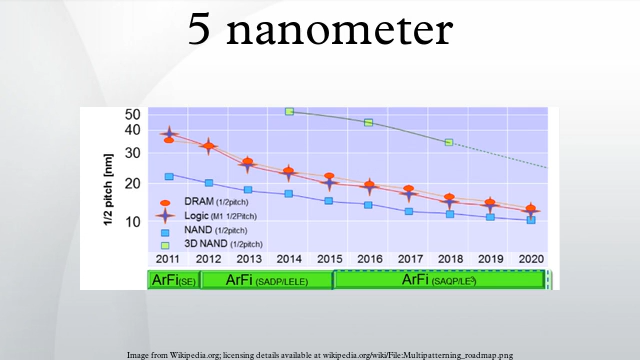 5 nanometer
50
40
30
20
10
1/2 pitch [nm]
DRAM (1/2pitch)
Logic (M1 1/2Pitch)
NAND (1/2pitch)
3D NAND (1/2pitch)
2011 2012 2013 2014 2015 2016 2017 2018 2019 2020
ArFi(SE) ArFi (SADP/LELE) ArFi (SAQP/LE³)
Image from Wikipedia.org; licensing details available at wikipedia.org/wiki/File:Multipatterning_roadmap.png